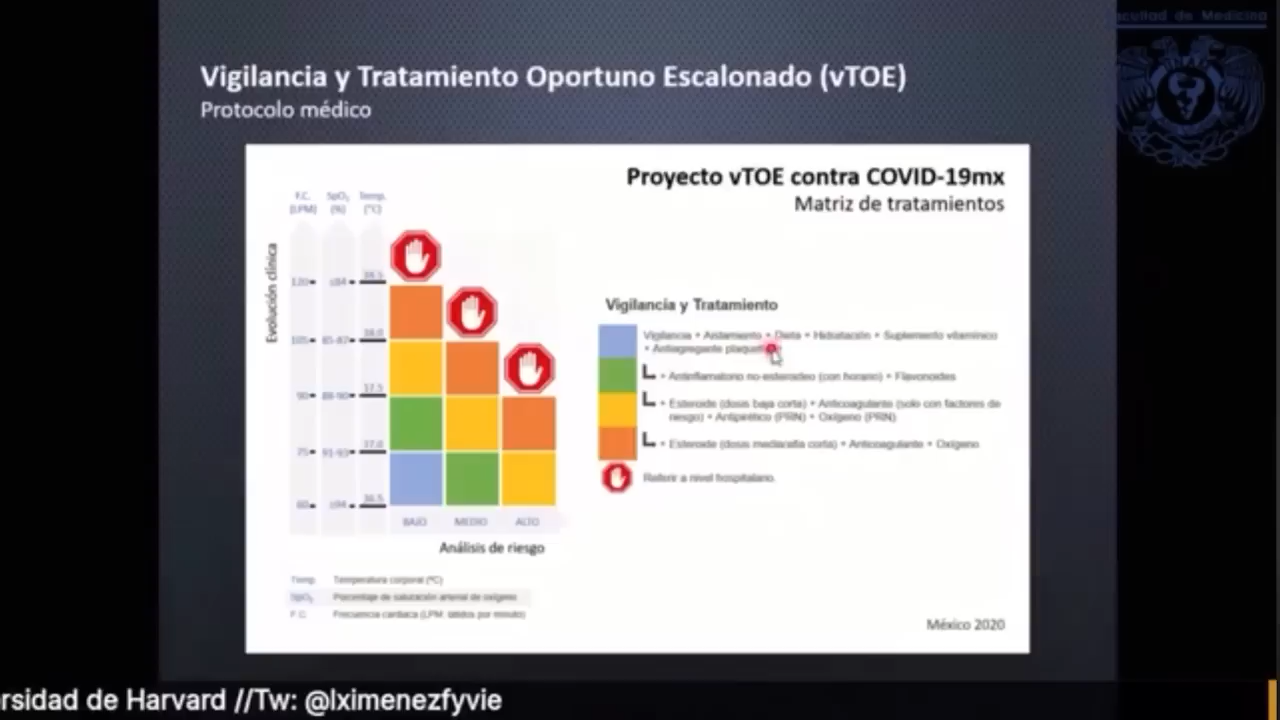 acultad de Medicina
Vigilancia y Tratamiento Oportuno Escalonado (vTOE)
Protocolo médico
Proyecto vTOE contra COVID-19mx
Matriz de tratamientos
F.C. (LPM)
SpO₂ (%)
Temp. (°C)
Evolución clínica
120
38.5
105
85-87
38.0
90
88-90
37.5
75
91-93
37.0
60
36.5
BAJO
MEDIO
ALTO
Análisis de riesgo
Vigilancia y Tratamiento
Vigilancia + Aislamiento + Dieta + Hidratación + Suplemento vitamínico
+ Antiagregante
+ Antiinflamatorio no-esteroideo (con horario) + Flavonoides
+ Esteroide (dosis baja corta) + Anticoagulante (solo con factores de
riesgo) + Antipirético (PRN) + Oxígeno (PRN)
+ Esteroide (dosis media/alta corta) + Anticoagulante + Oxígeno
Referir a nivel hospitalario.
Temp. Temperatura corporal (°C)
SpO₂ Porcentaje de saturación arterial de oxígeno
F.C. Frecuencia cardiaca (LPM: latidos por minuto)
México 2020
rsidad de Harvard //Tw: @lximenezfyvie